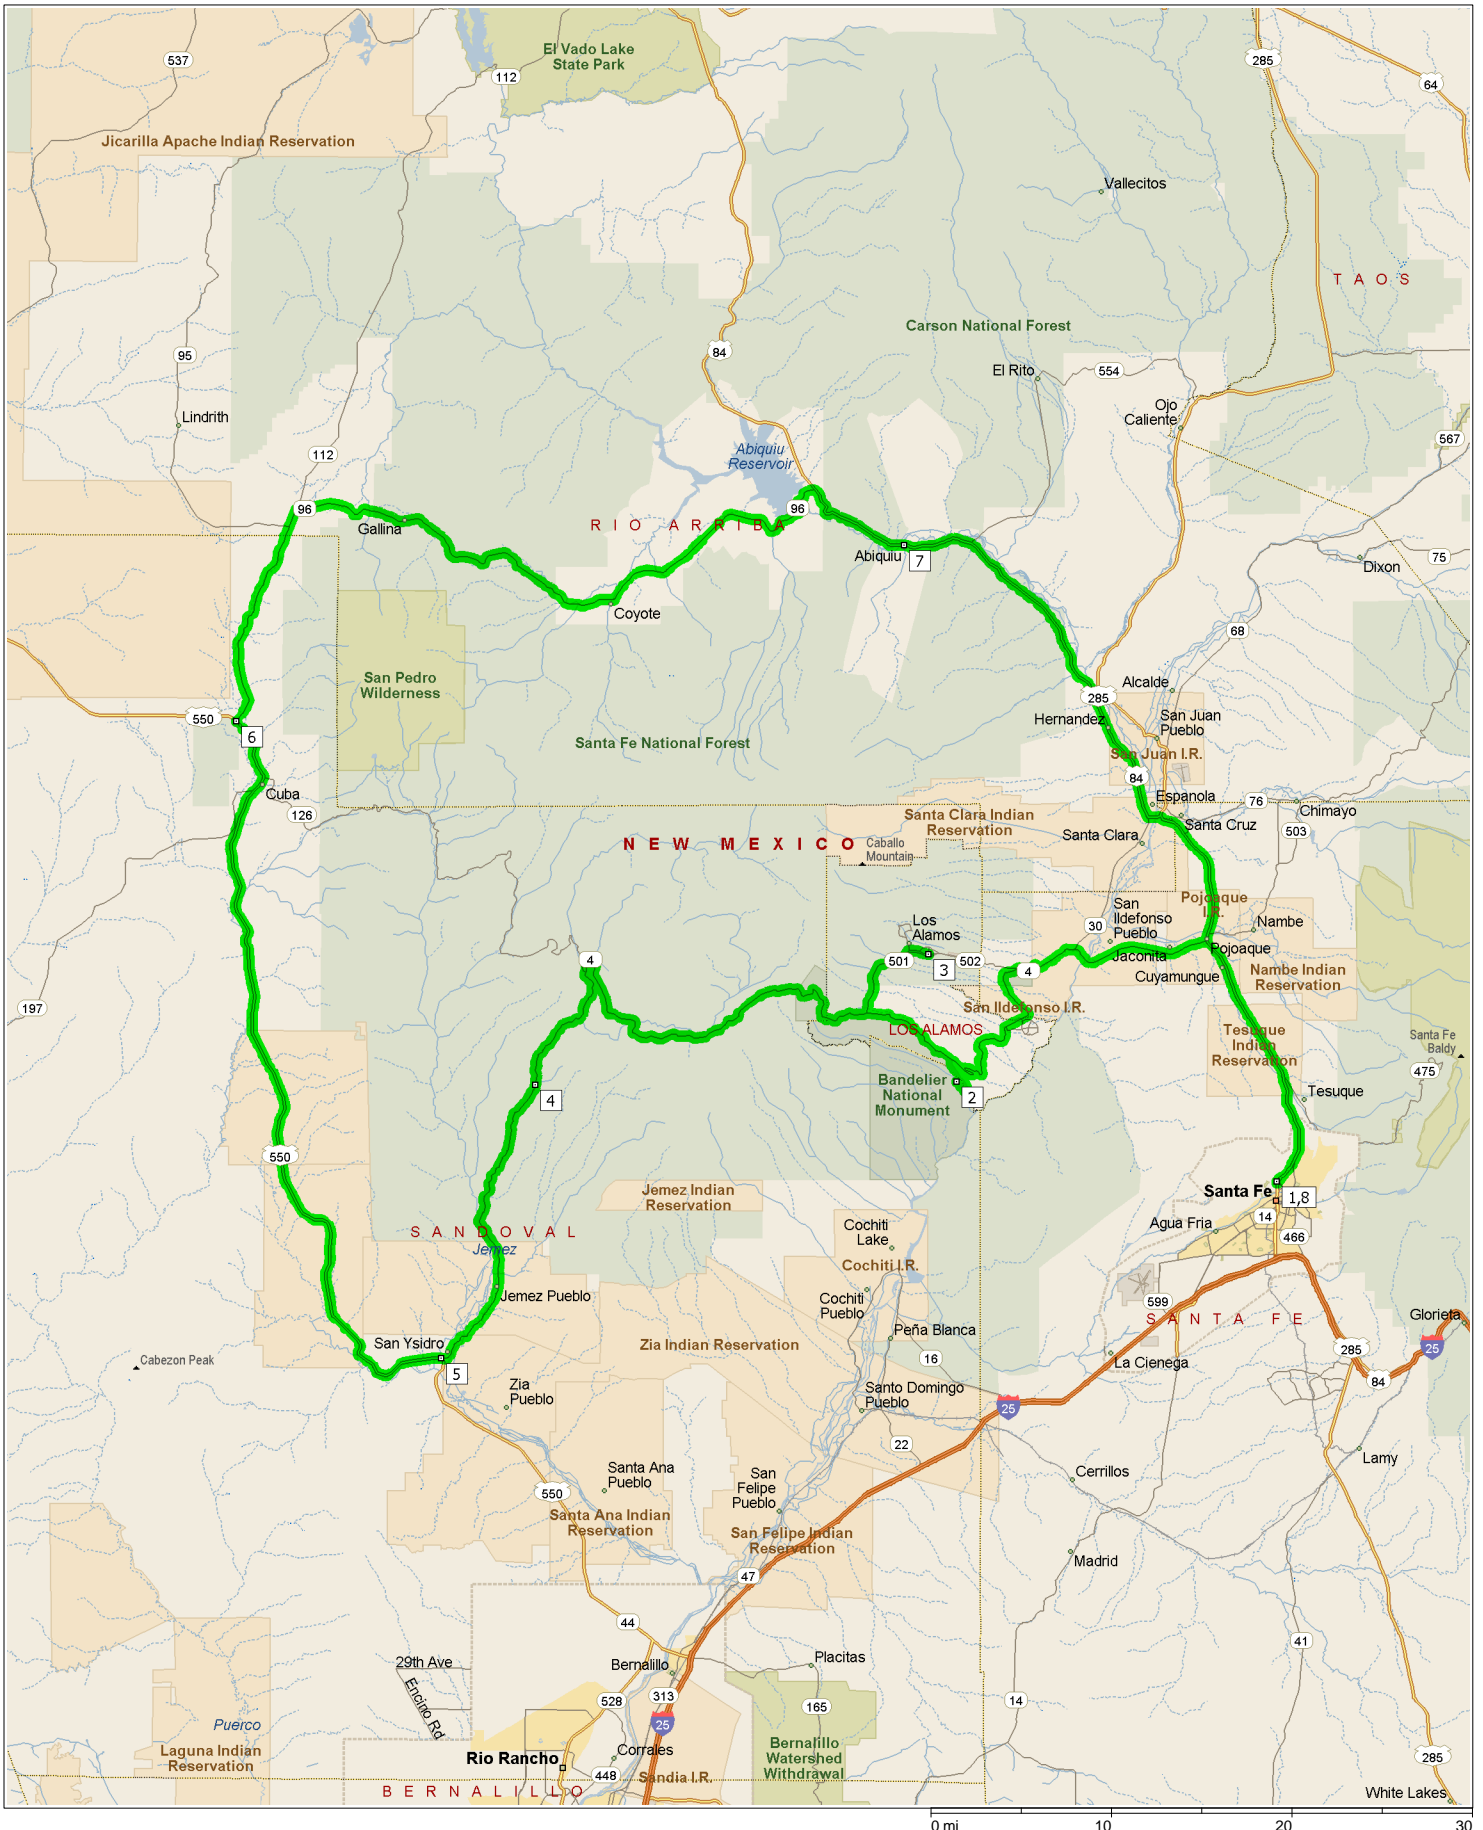 El Vado Lake
State Park
537
112
285
64
Jicarilla Apache Indian Reservation
Vallecitos
T A O S
Carson National Forest
84
95
El Rito
554
Lindrith
Ojo
Caliente
567
112
Abiquiu
Reservoir
96
96
Gallina
R I O A R R I B A
Abiquiu
7
75
Dixon
Coyote
68
San Pedro
Wilderness
Alcalde
285
550
Hernandez
San Juan
Pueblo
6
Santa Fe National Forest
San Juan I.R.
84
Cuba
Espanola
76
Chimayo
126
Santa Clara Indian
Reservation
Santa Cruz
503
Santa Clara
N E W M E X I C O
Caballo
Mountain
Pojoaque
I.R.
San
Ildefonso
Pueblo
30
Nambe
Los
Alamos
Pojoaque
Jaconita
4
501
3
502
4
Cuyamungue
Nambe Indian
Reservation
197
San Ildefonso I.R.
LOS ALAMOS
Tesuque
Indian
Reservation
Santa Fe
Baldy
475
Bandelier
National
Monument
2
4
Tesuque
550
Jemez Indian
Reservation
Santa Fe
1,8
14
Agua Fria
466
S A N D O V A L
Jemez
Cochiti
Lake
Cochiti I.R.
Jemez Pueblo
Cochiti
Pueblo
599
S A N T A F E
Glorieta
San Ysidro
Zia Indian Reservation
Peña Blanca
285
25
Cabezon Peak
5
16
La Cienega
84
Zia
Pueblo
Santo Domingo
Pueblo
25
22
Lamy
Santa Ana
Pueblo
San
Felipe
Pueblo
Cerrillos
550
Santa Ana Indian
Reservation
San Felipe Indian
Reservation
Madrid
47
44
41
29th Ave
Bernalillo
Placitas
Encino Rd
528
313
165
14
Puerco
25
Laguna Indian
Reservation
Bernalillo
Watershed
Withdrawal
Rio Rancho
Corrales
285
448
Sandia I.R.
B E R N A L I L L O
White Lakes
0 mi
10
20
30